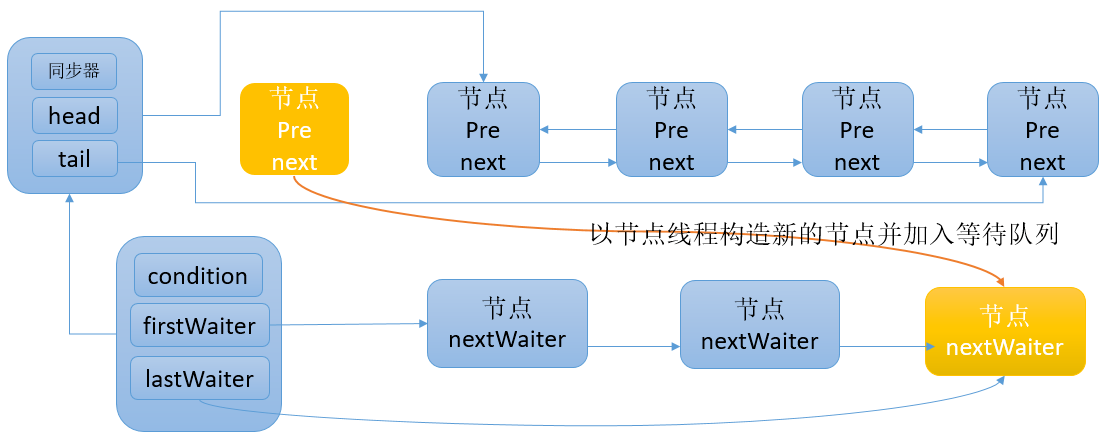 同步器
head
tail
节点
Pre
next
节点
Pre
next
节点
Pre
next
节点
Pre
next
节点
Pre
next
以节点线程构造新的节点并加入等待队列
condition
firstWaiter
lastWaiter
节点
nextWaiter
节点
nextWaiter
节点
nextWaiter